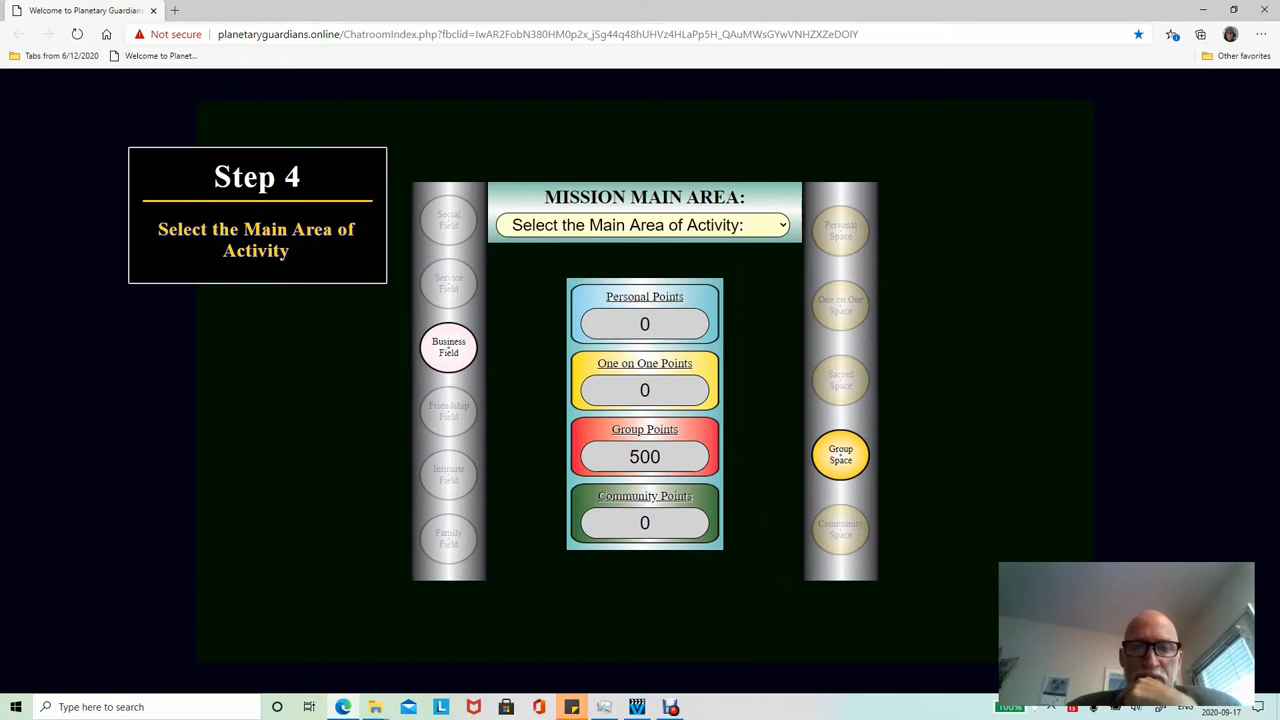 Welcome to Planetary Guardians
Not secure
planetaryguardians.online/ChatroomIndex.php?fbclid=IwAR2FobN380HM0p2x_jSg44q48hUHVz4HLaPp5H_QAuMWsGYwVNHZXZeDOlY
Tabs from 6/12/2020
Welcome to Planet...
Other favorites
Step 4
Select the Main Area of
Activity
MISSION MAIN AREA:
Select the Main Area of Activity:
Social
Field
Service
Field
Business
Field
Friendship
Field
Intimate
Field
Family
Field
Personal Points
0
One on One Points
0
Group Points
500
Community Points
0
Personal
Space
One on One
Space
Sacred
Space
Group
Space
Community
Space
Type here to search
100%
13
ENG
2020-09-17